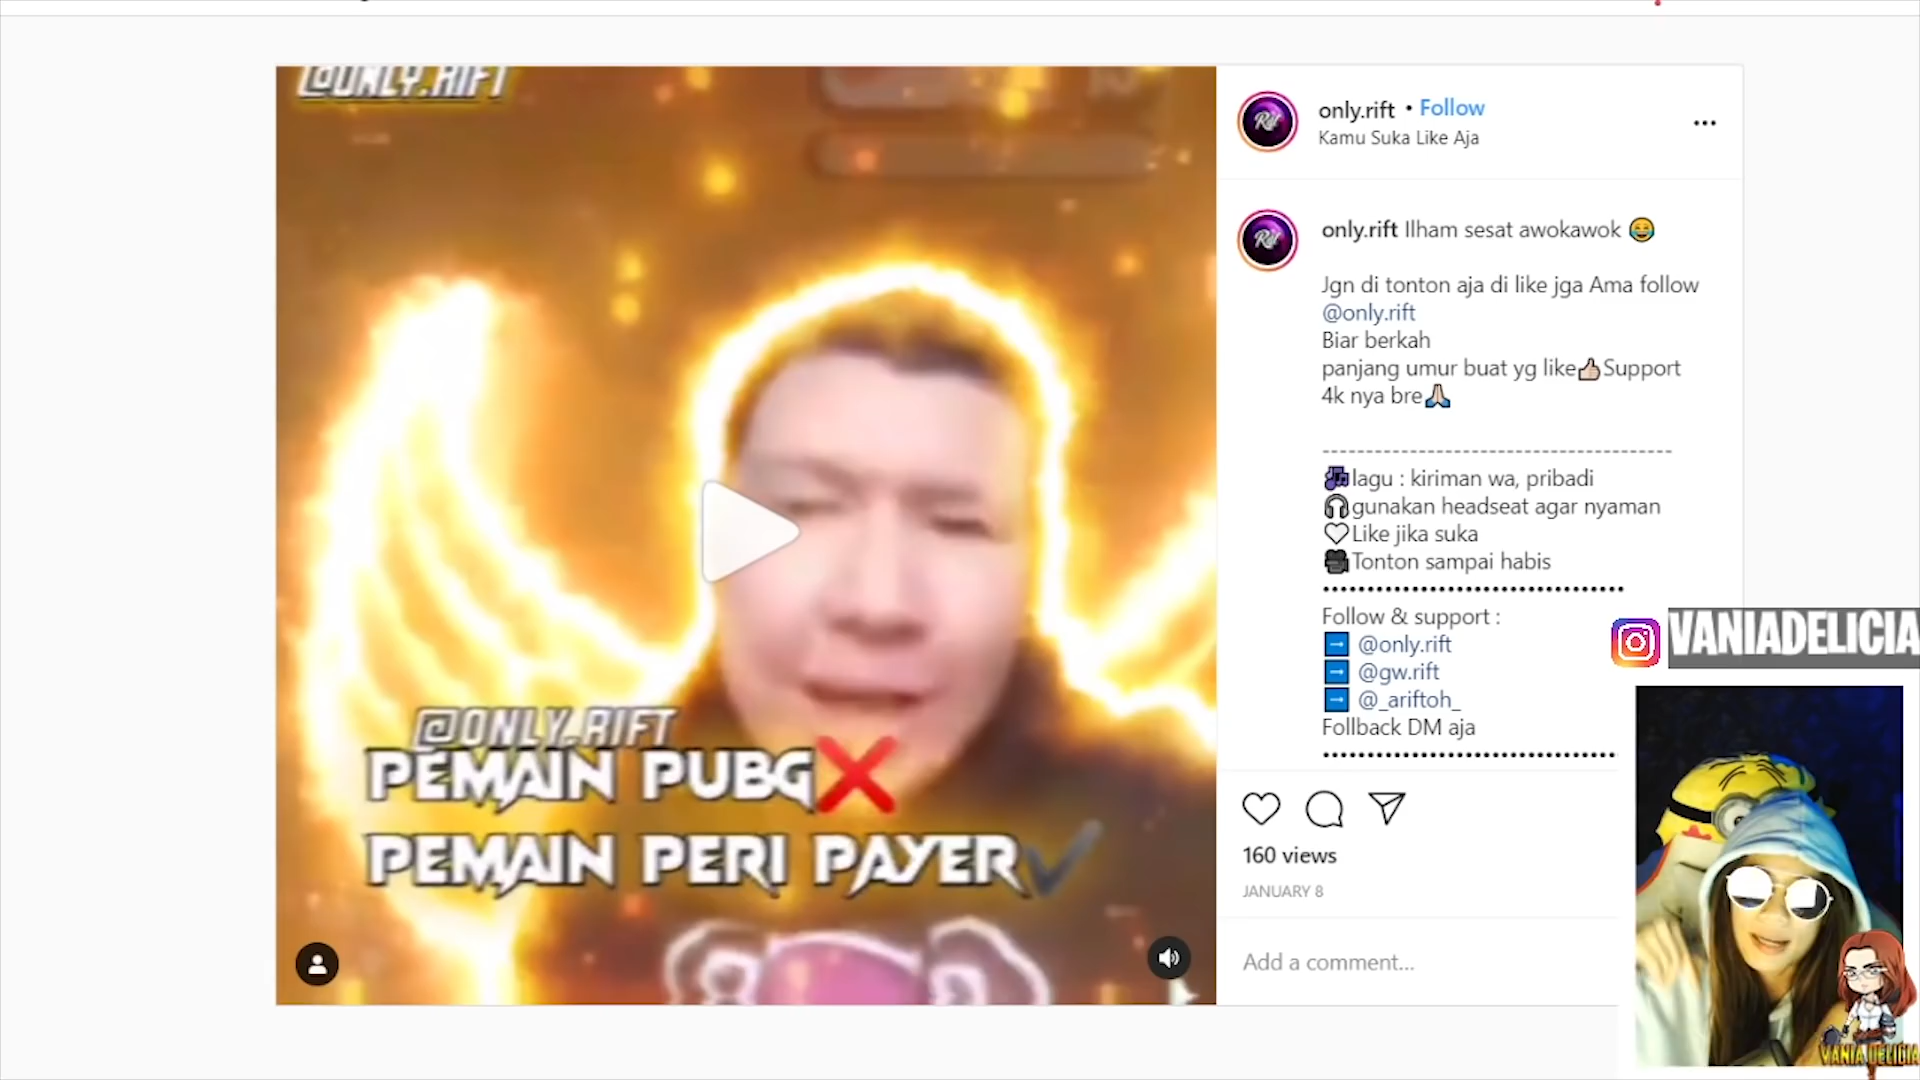 @ONLY.RIFT
@ONLY.RIFT
PEMAIN PUBG❌
PEMAIN PERI PAYER✔
Rift
only.rift • Follow
Kamu Suka Like Aja
Rift
only.rift Ilham sesat awokawok 😂
Jgn di tonton aja di like jga Ama follow
@only.rift
Biar berkah
panjang umur buat yg like👍🏻Support
4k nya bre🙏🏻
-------------------------------------
🎶lagu : kiriman wa, pribadi
🎧gunakan headseat agar nyaman
♡Like jika suka
🎥Tonton sampai habis
••••••••••••••••••••••••••••••••
Follow & support :
➡ @only.rift
➡ @gw.rift
➡ @_ariftoh_
Follback DM aja
•••••••••••••••••••••••••••••••
160 views
JANUARY 8
Add a comment...
VANIADELICIA
VANIA DELICIA